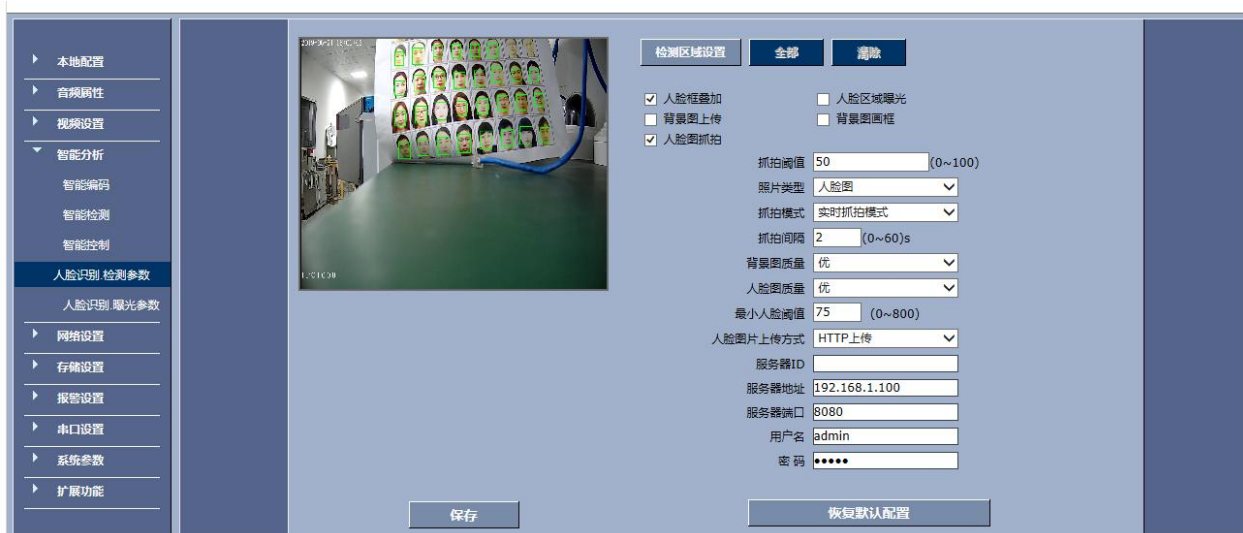 本地配置
音频属性
视频设置
智能分析
智能编码
智能检测
智能控制
人脸识别.检测参数
人脸识别.曝光参数
网络设置
存储设置
报警设置
串口设置
系统参数
扩展功能
检测区域设置 全部 清除
人脸框叠加 人脸区域曝光
背景图上传 背景图画框
人脸图抓拍
抓拍阈值 50 (0~100)
照片类型 人脸图
抓拍模式 实时抓拍模式
抓拍间隔 2 (0~60)s
背景图质量 优
人脸图质量 优
最小人脸阈值 75 (0~800)
人脸图片上传方式 HTTP上传
服务器ID
服务器地址 192.168.1.100
服务器端口 8080
用户名 admin
密 码 •••••
保存 恢复默认配置